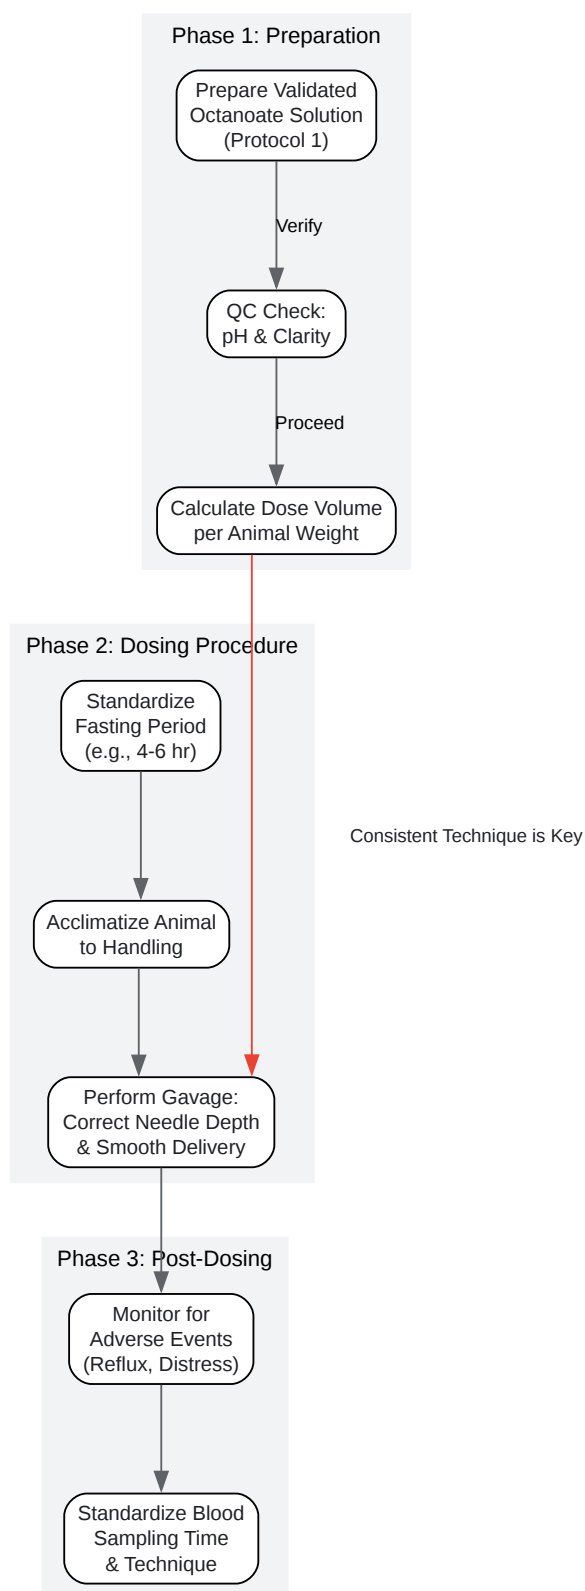 Phase 1: Preparation
Prepare Validated
Octanoate Solution
(Protocol 1)
Verify
QC Check:
pH & Clarity
Proceed
Calculate Dose Volume
per Animal Weight
Phase 2: Dosing Procedure
Standardize
Fasting Period
(e.g., 4-6 hr)
Consistent Technique is Key
Acclimatize Animal
to Handling
Perform Gavage:
Correct Needle Depth
& Smooth Delivery
Phase 3: Post-Dosing
Monitor for
Adverse Events
(Reflux, Distress)
Standardize Blood
Sampling Time
& Technique